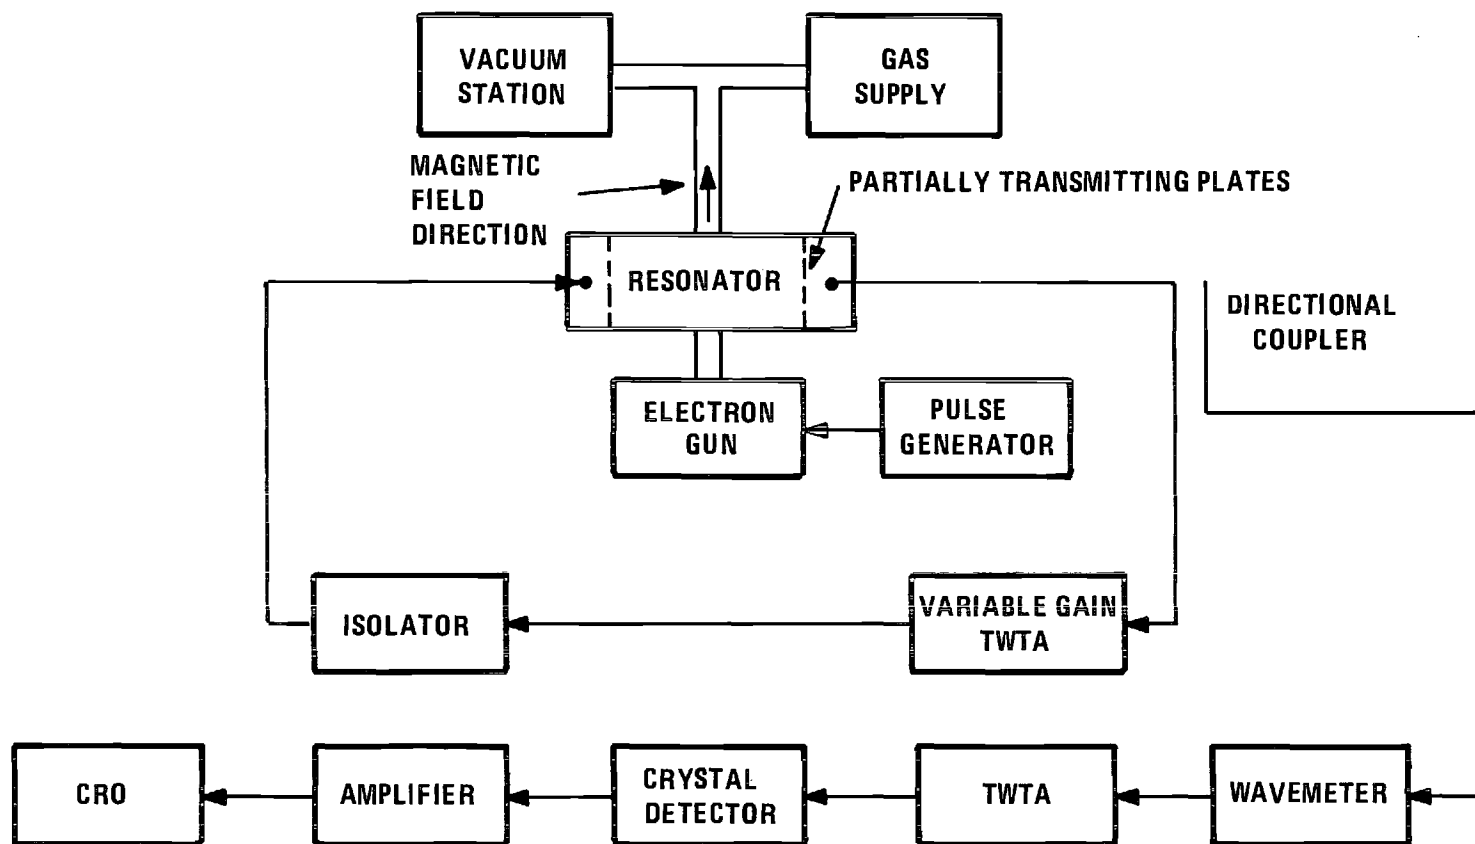 VACUUM
STATION
GAS
SUPPLY
MAGNETIC
FIELD
DIRECTION
PARTIALLY TRANSMITTING PLATES
RESONATOR
DIRECTIONAL
COUPLER
ELECTRON
GUN
PULSE
GENERATOR
ISOLATOR
VARIABLE GAIN
TWTA
CRO
AMPLIFIER
CRYSTAL
DETECTOR
TWTA
WAVEMETER